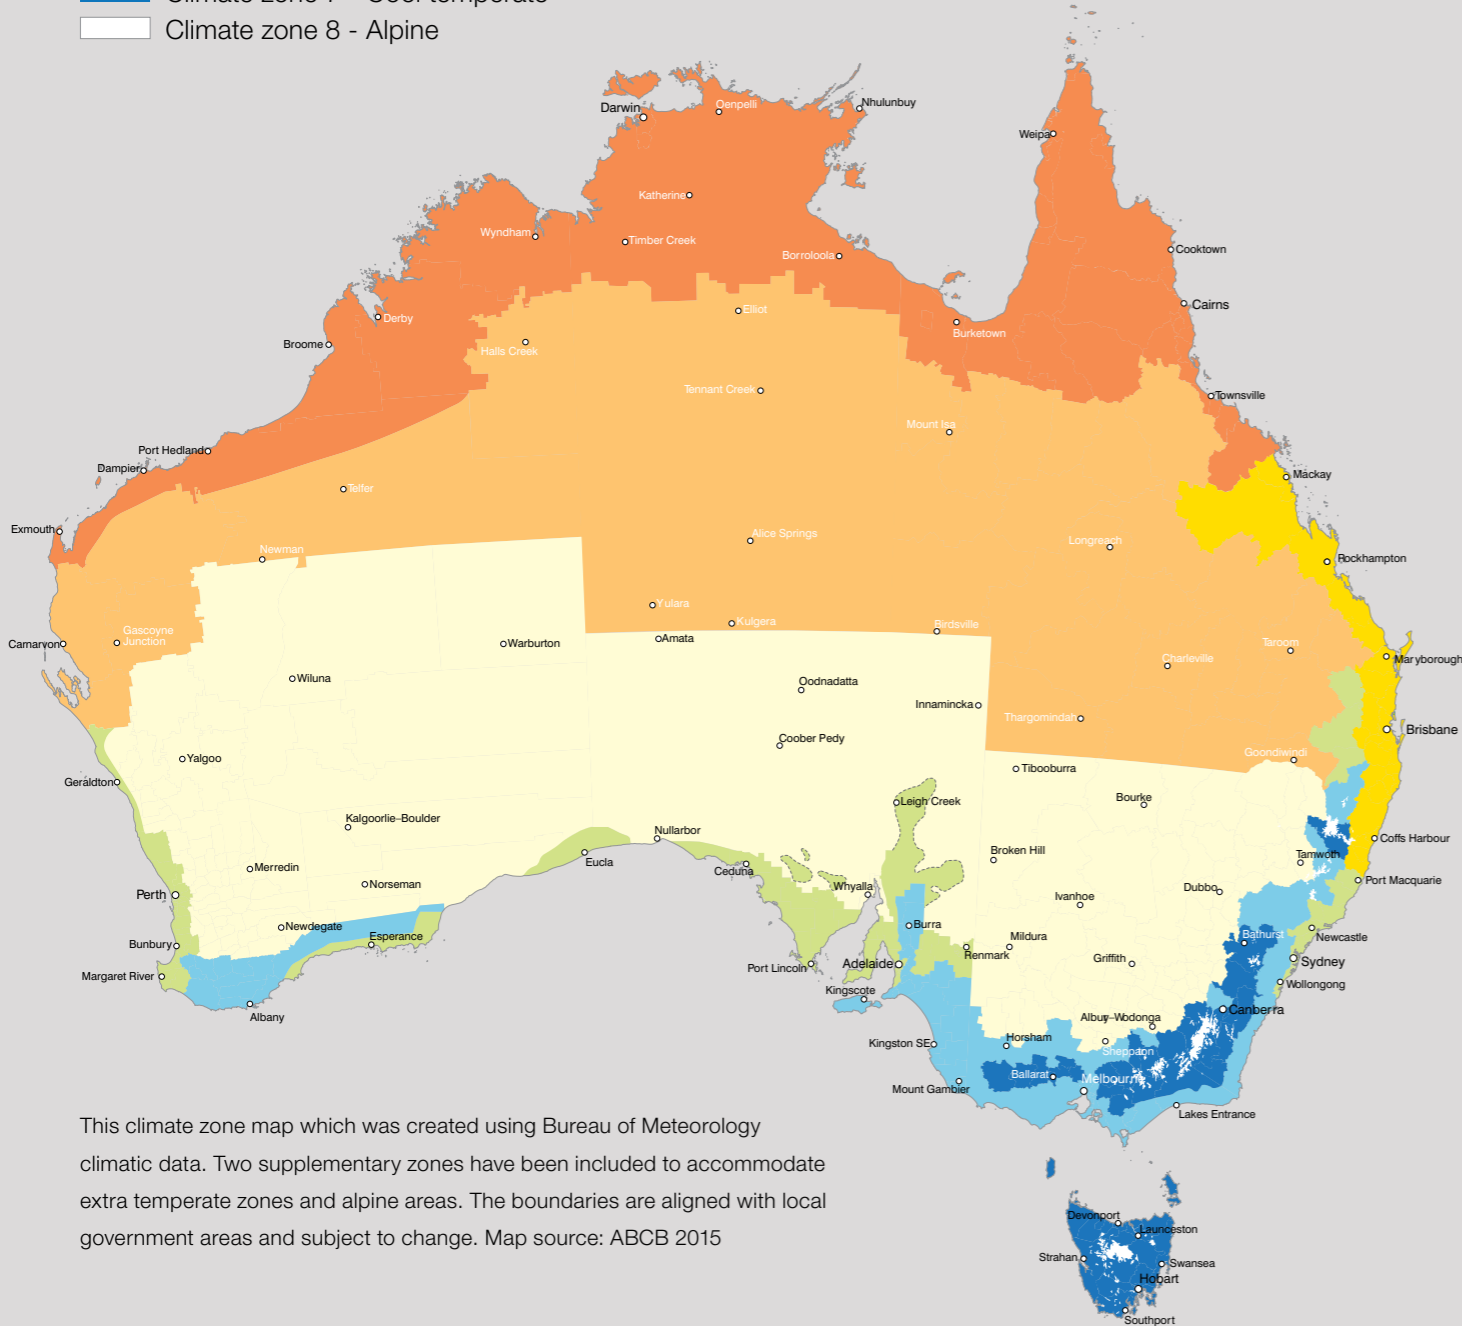 Climate zone 7 - Cool temperate
Climate zone 8 - Alpine
Darwin
Oenpelli
Nhulunbuy
Weipa
Katherine
Wyndham
Timber Creek
Borroloola
Cooktown
Cairns
Derby
Elliot
Burketown
Broome
Halls Creek
Tennant Creek
Townsville
Mount Isa
Port Hedland
Dampier
Mackay
Telfer
Exmouth
Newman
Alice Springs
Longreach
Rockhampton
Yulara
Kulgera
Birdsville
Gascoyne
Junction
Carnarvon
Warburton
Amata
Taroom
Charleville
Maryborough
Wiluna
Oodnadatta
Innamincka
Thargomindah
Brisbane
Coober Pedy
Goondiwindi
Yalgoo
Tibooburra
Geraldton
Leigh Creek
Bourke
Kalgoorlie–Boulder
Nullarbor
Coffs Harbour
Eucla
Broken Hill
Tamworth
Merredin
Ceduna
Port Macquarie
Norseman
Whyalla
Dubbo
Perth
Ivanhoe
Newdegate
Burra
Esperance
Mildura
Bathurst
Newcastle
Bunbury
Renmark
Griffith
Sydney
Margaret River
Port Lincoln
Adelaide
Wollongong
Kingscote
Albany
Canberra
Albury–Wodonga
Kingston SE
Horsham
Shepparton
Ballarat
Melbourne
Mount Gambier
Lakes Entrance
This climate zone map which was created using Bureau of Meteorology
climatic data. Two supplementary zones have been included to accommodate
extra temperate zones and alpine areas. The boundaries are aligned with local
government areas and subject to change. Map source: ABCB 2015
Devonport
Launceston
Strahan
Swansea
Hobart
Southport